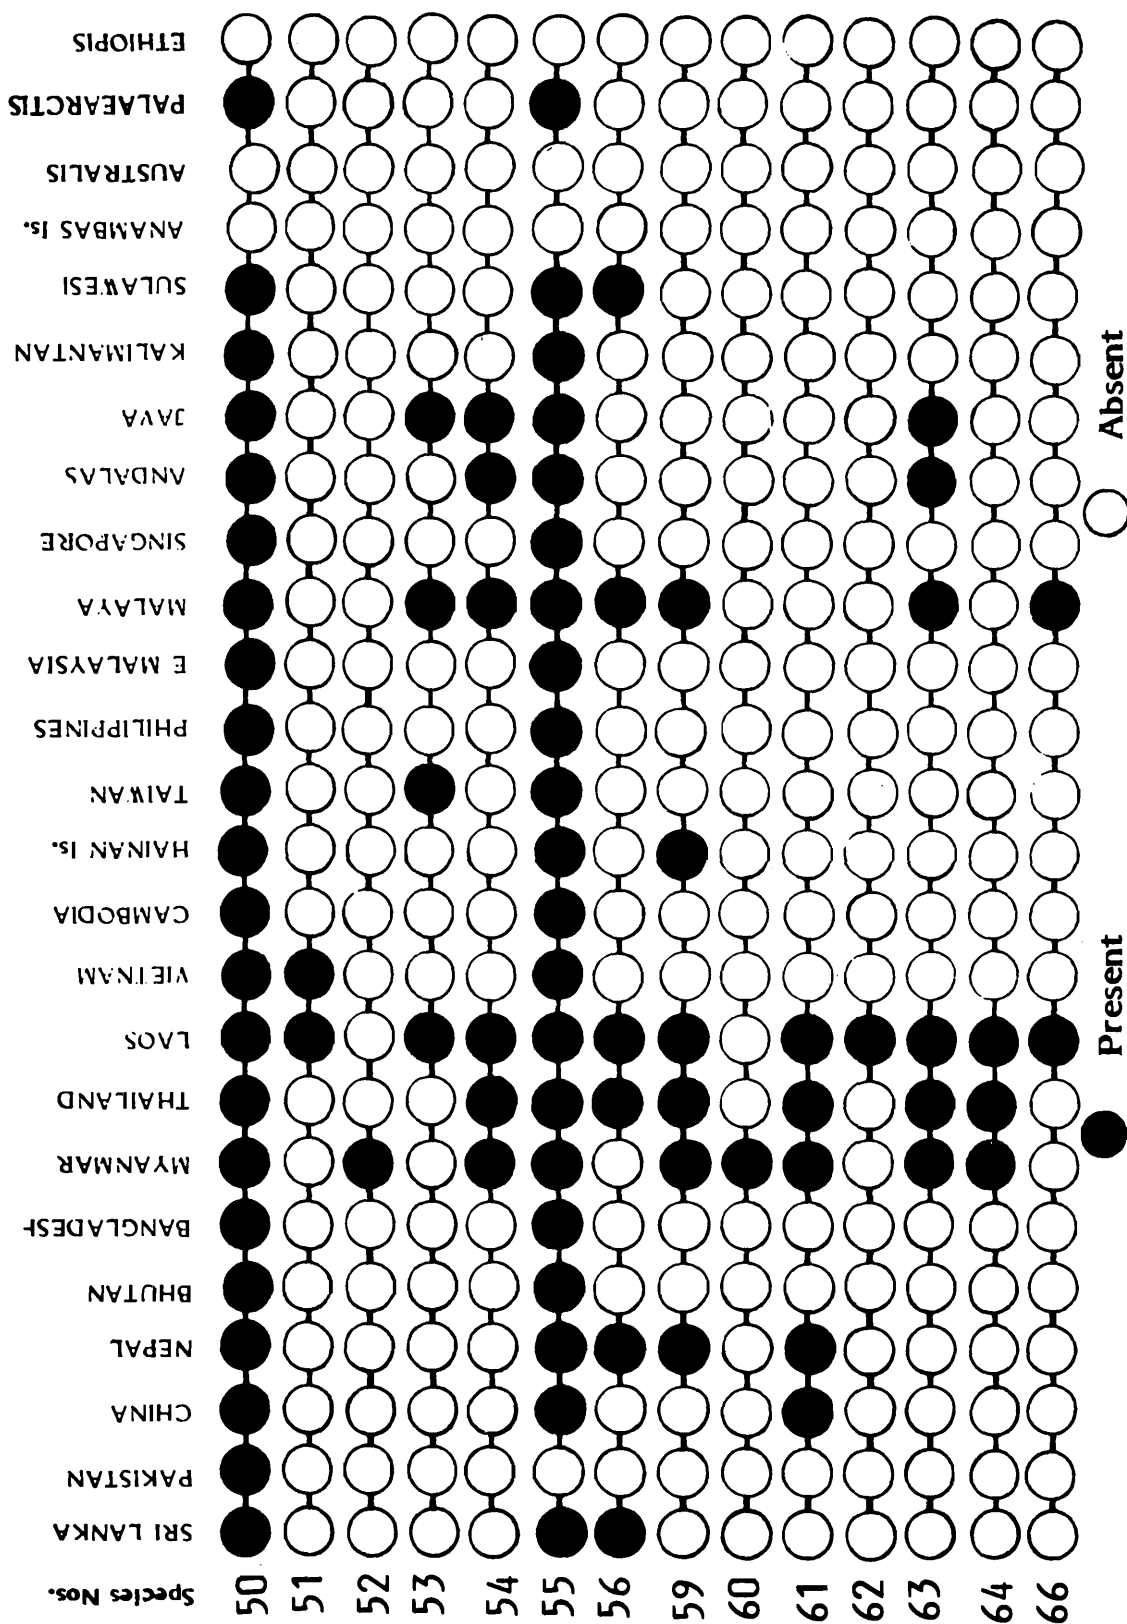 ETHIOPIS
PALAEARCTIS
AUSTRALIS
ANAMBAS Is.
SULAWESI
KALIMANTAN
JAVA
ANDALAS
SINGAPORE
MALAYA
E MALAYSIA
PHILIPPINES
TAIWAN
HAINAN Is.
CAMBODIA
VIETNAM
LAOS
THAILAND
MYANMAR
BANGLADESH
BHUTAN
NEPAL
CHINA
PAKISTAN
SRI LANKA
Species Nos.
50
51
52
53
54
55
56
59
60
61
62
63
64
66
Present
Absent